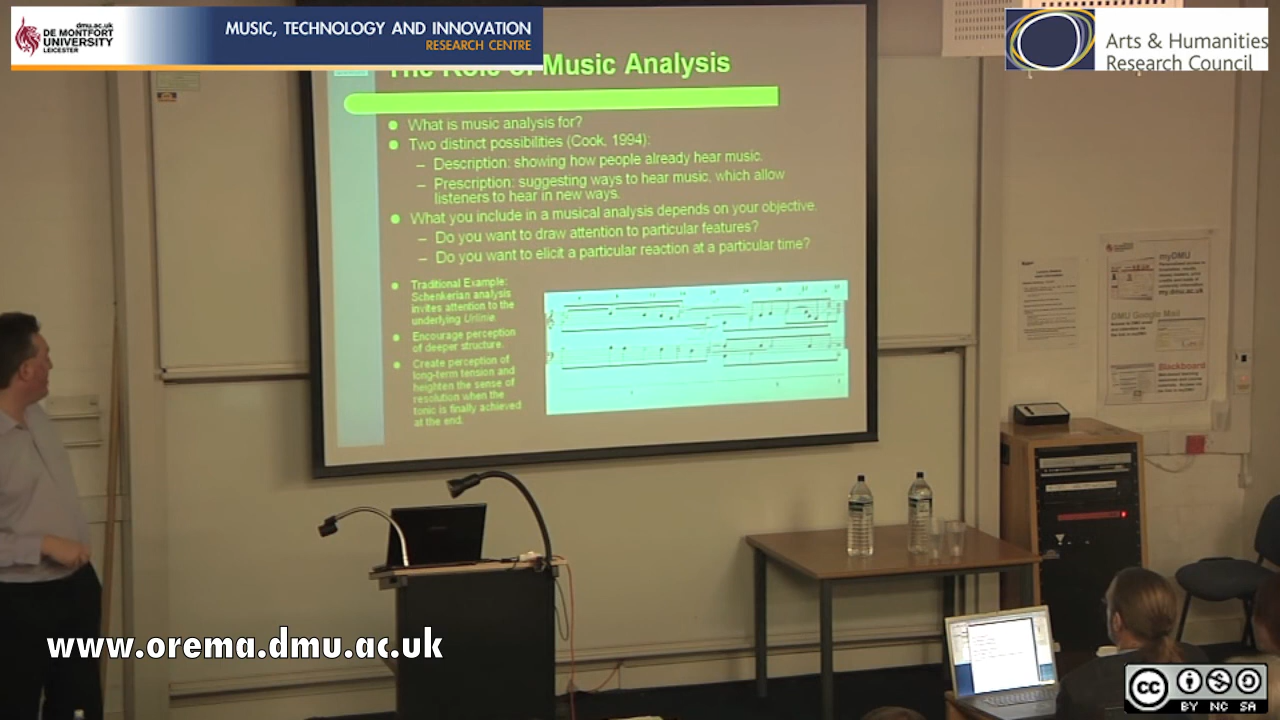 dmu.ac.uk
DE MONTFORT
UNIVERSITY
LEICESTER
MUSIC, TECHNOLOGY AND INNOVATION
RESEARCH CENTRE
Arts & Humanities
Research Council
The Role of Music Analysis
What is music analysis for?
Two distinct possibilities (Cook, 1994):
– Description: showing how people already hear music.
– Prescription: suggesting ways to hear music, which allow
listeners to hear in new ways.
What you include in a musical analysis depends on your objective.
– Do you want to draw attention to particular features?
– Do you want to elicit a particular reaction at a particular time?
Traditional Example:
Schenkerian analysis
invites attention to the
underlying Urlinie.
Encourage perception
of deeper structure.
Create perception of
long-term tension and
heighten the sense of
resolution when the
tonic is finally achieved
at the end.
myDMU
my.dmu.ac.uk
DMU Google Mail
Blackboard
www.orema.dmu.ac.uk
cc
BY NC SA